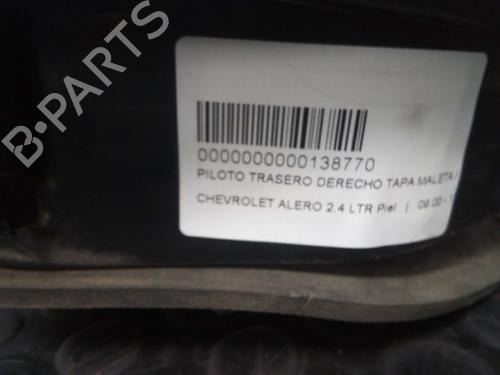 B-PARTS
0000000000138770
PILOTO TRASERO DERECHO TAPA MALETA
CHEVROLET ALERO 2.4 LTR Piel | 09.00 -